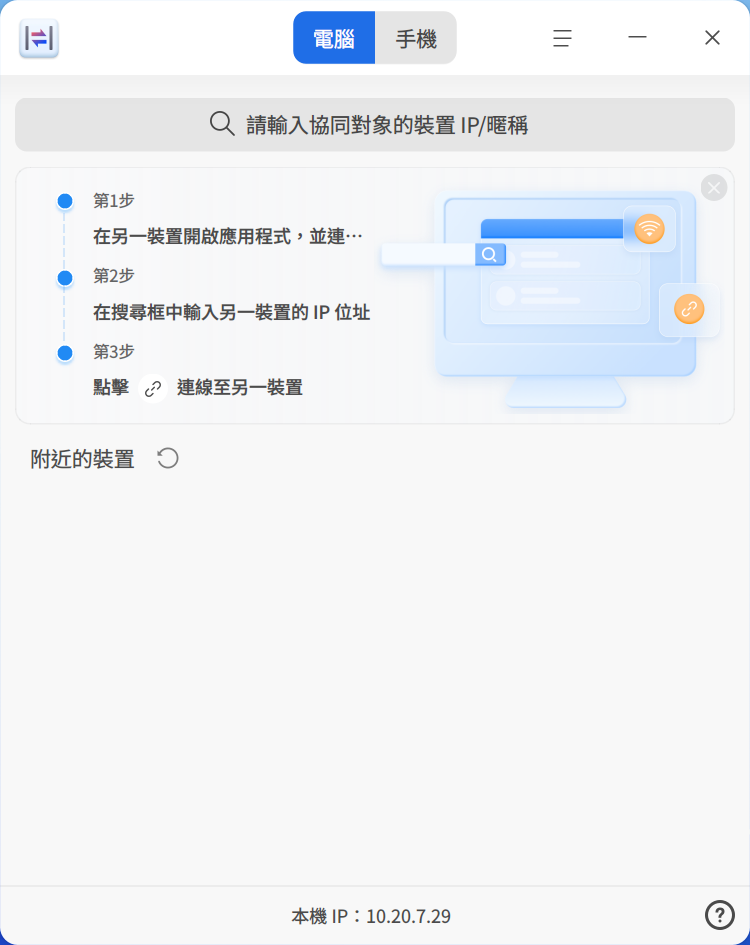 電腦
手機
請輸入協同對象的裝置 IP/暱稱
第1步
在另一裝置開啟應用程式，並連…
第2步
在搜尋框中輸入另一裝置的 IP 位址
第3步
點擊 連線至另一裝置
附近的裝置
本機 IP：10.20.7.29